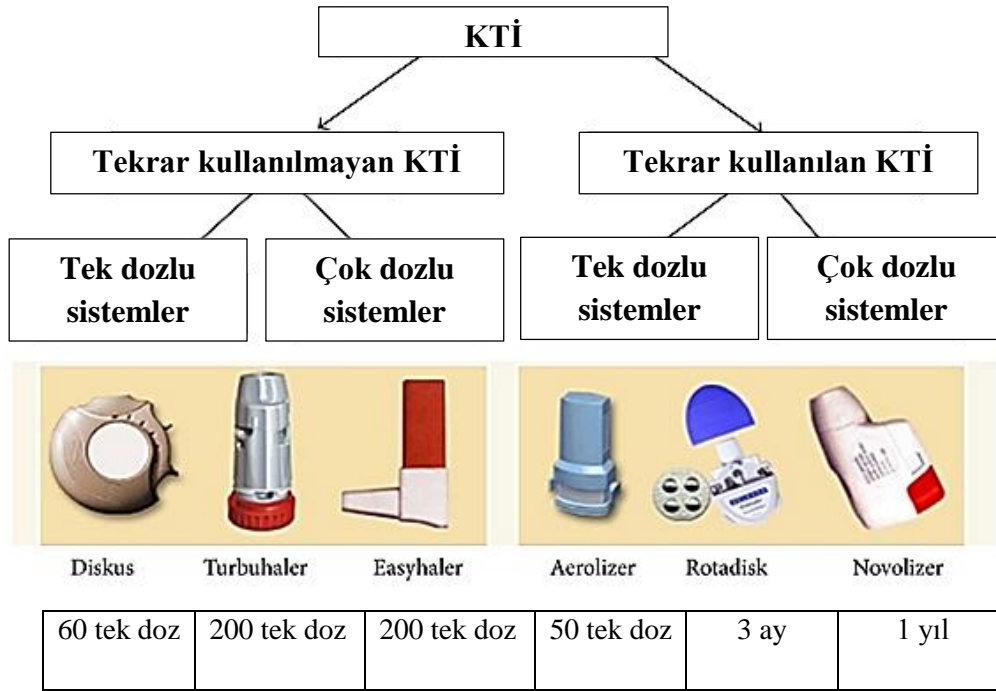 KTİ
Tekrar kullanılmayan KTİ
Tekrar kullanılan KTİ
Tek dozlu
sistemler
Çok dozlu
sistemler
Tek dozlu
sistemler
Çok dozlu
sistemler
Diskus
Turbuhaler
Easyhaler
Aerolizer
Rotadisk
Novolizer
60 tek doz
200 tek doz
200 tek doz
50 tek doz
3 ay
1 yıl